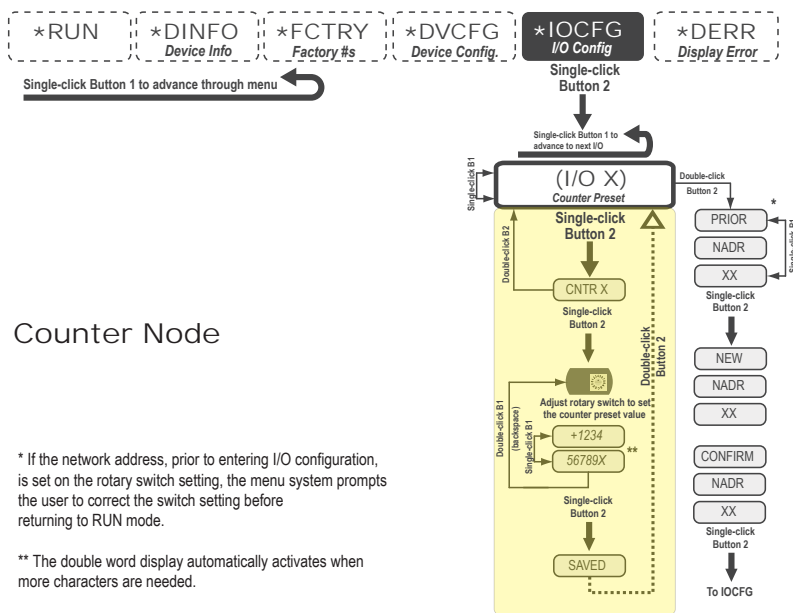 *RUN
*DINFO
Device Info
*FCTRY
Factory #s
*DVCFG
Device Config.
*IOCFG
I/O Config
*DERR
Display Error
Single-click Button 1 to advance through menu
Single-click
Button 2
Single-click Button 1 to
advance to next I/O
Single-click B1
(I/O X)
Counter Preset
Double-click
Button 2
*
PRIOR
NADR
XX
Single-click B1
Single-click
Button 2
NEW
NADR
XX
CONFIRM
NADR
XX
Single-click
Button 2
To IOCFG
Single-click
Button 2
Double-click B2
CNTR X
Single-click
Button 2
Double-click
Button 2
Adjust rotary switch to set
the counter preset value
Double-click B1
(backspace)
Single-click B1
+1234
56789X
**
Single-click
Button 2
SAVED
Counter Node
* If the network address, prior to entering I/O configuration,
is set on the rotary switch setting, the menu system prompts
the user to correct the switch setting before
returning to RUN mode.
** The double word display automatically activates when
more characters are needed.